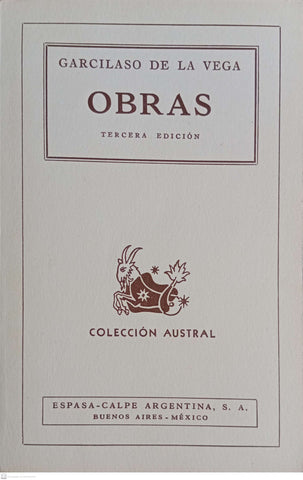 GARCILASO DE LA VEGA
OBRAS
TERCERA EDICIÓN
COLECCIÓN AUSTRAL
ESPASA-CALPE ARGENTINA, S. A.
BUENOS AIRES-MÉXICO